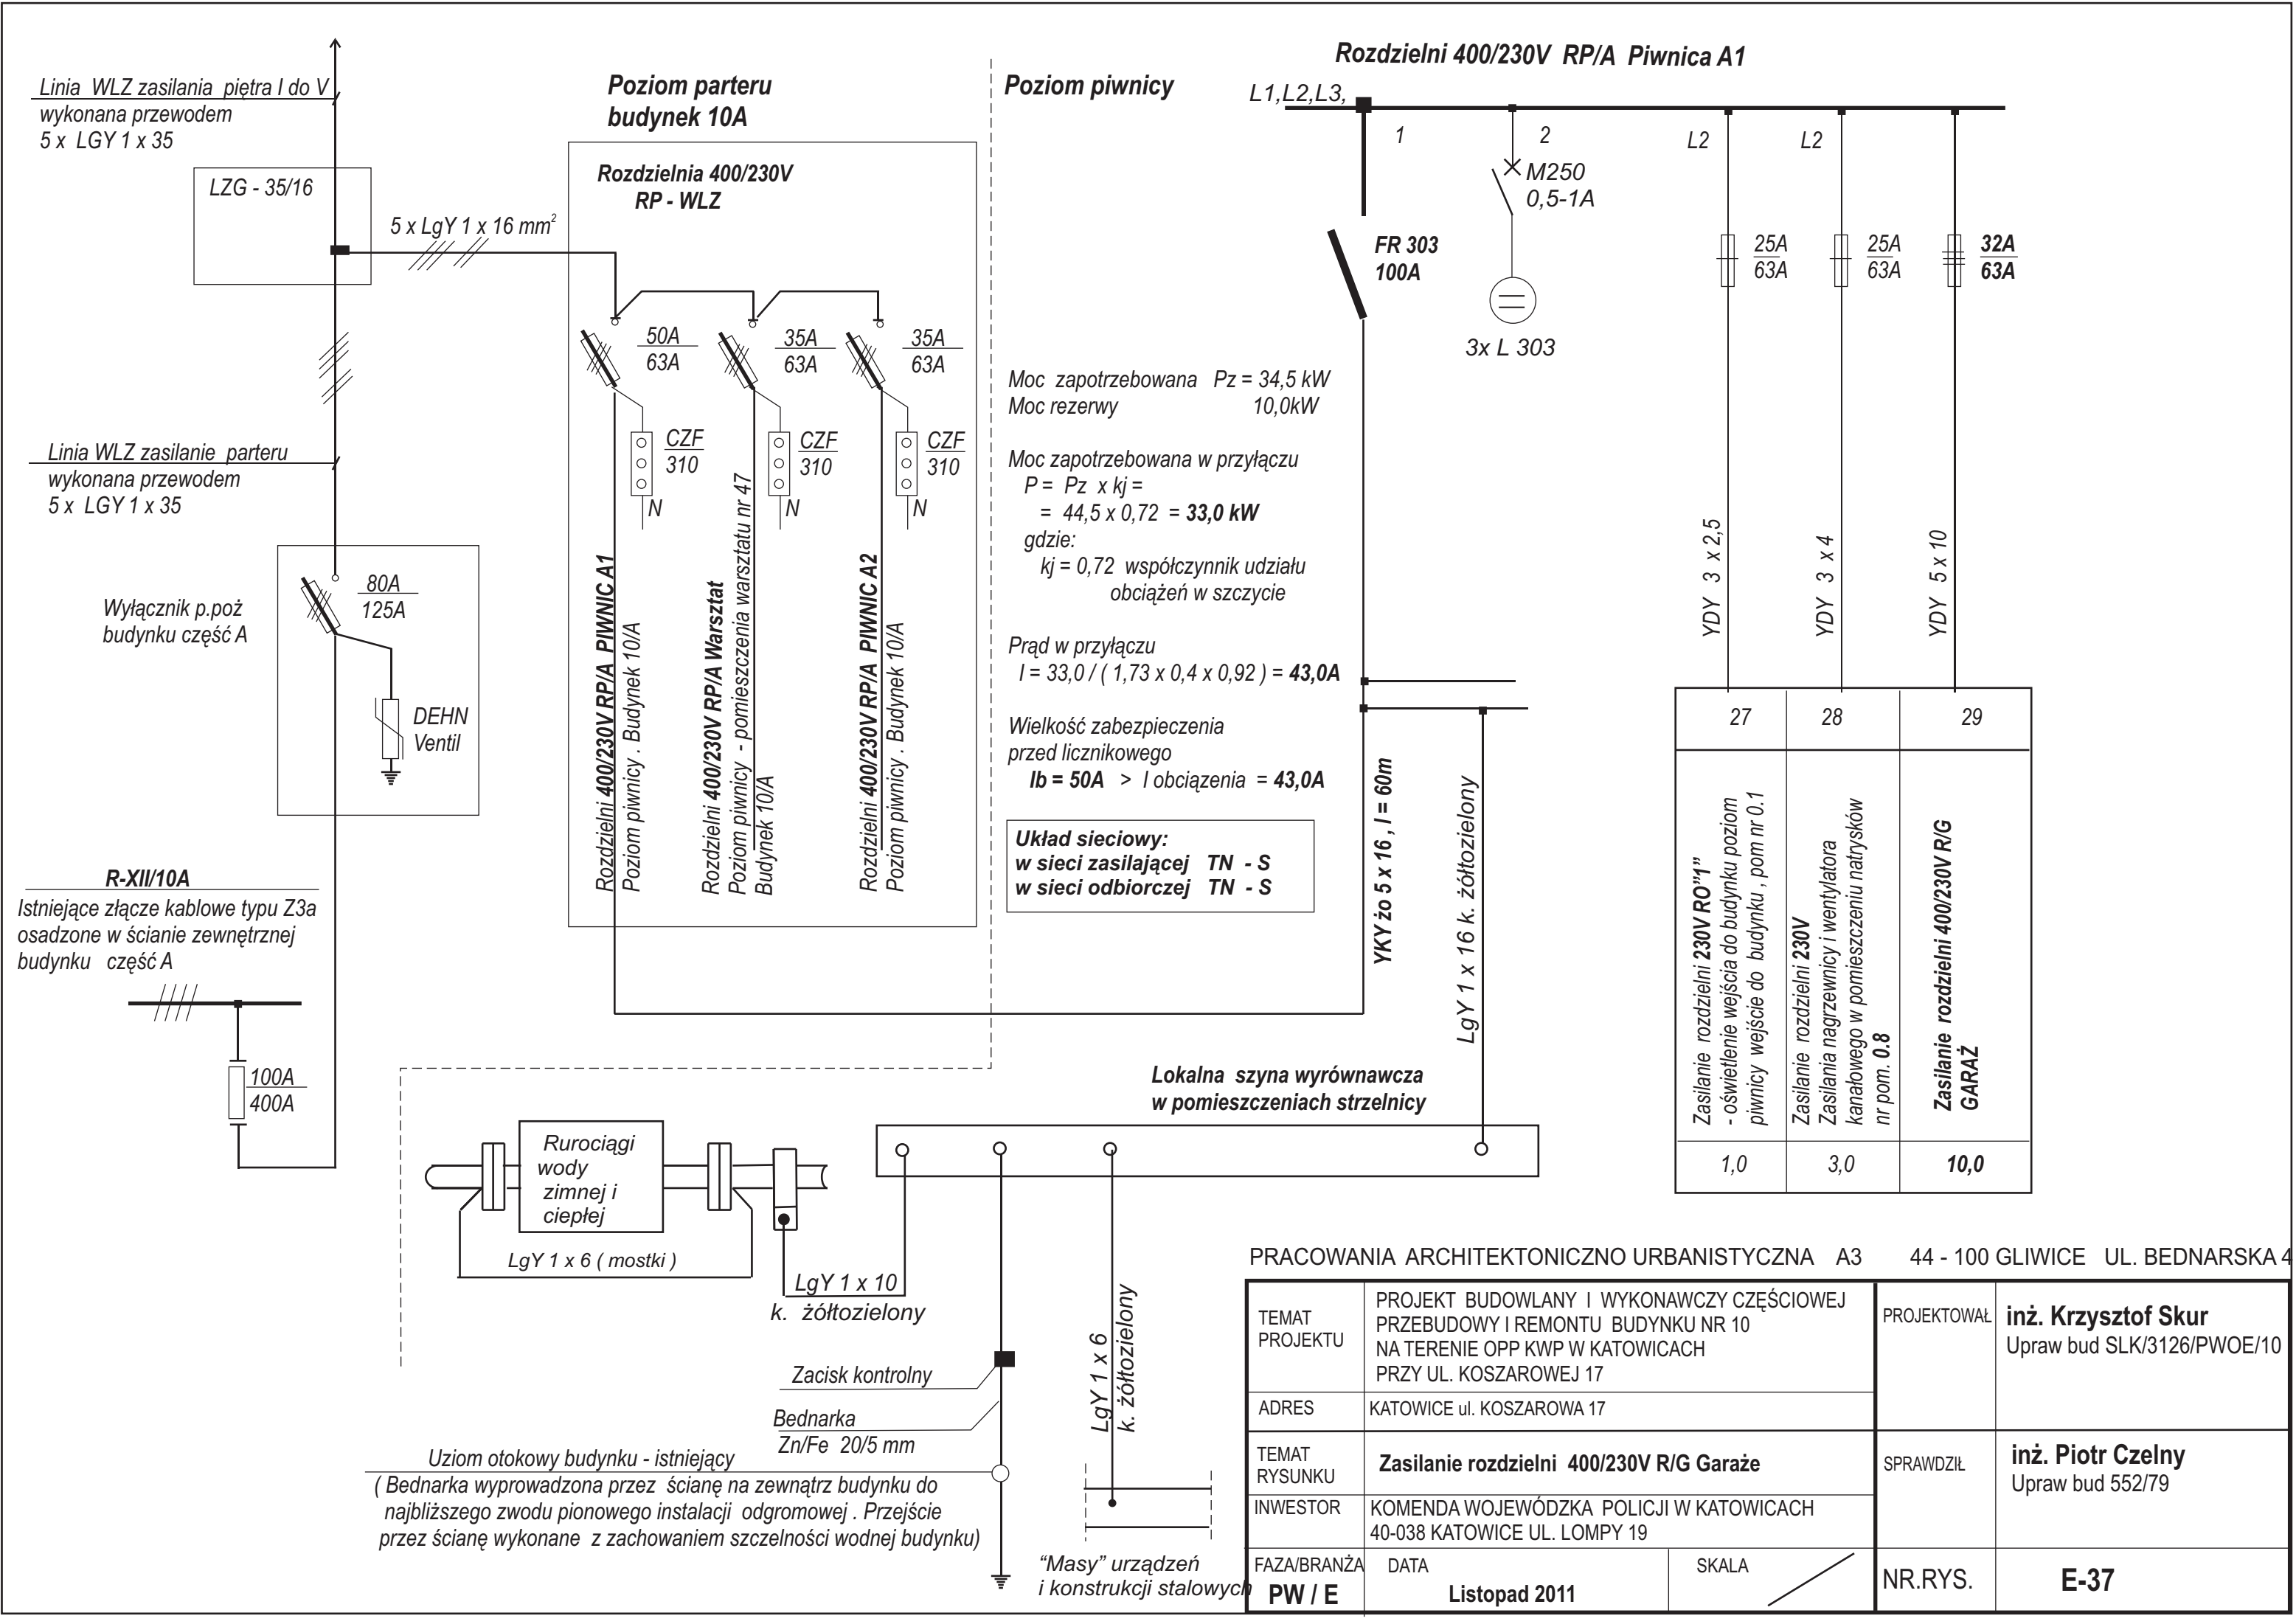 Linia WLZ zasilania piętra I do V
wykonana przewodem
5 x LGY 1 x 35
LZG - 35/16
5 x LgY 1 x 16 mm²
Linia WLZ zasilanie parteru
wykonana przewodem
5 x LGY 1 x 35
Wyłącznik p.poż
budynku część A
80A
125A
DEHN
Ventil
R-XII/10A
Istniejące złącze kablowe typu Z3a
osadzone w ścianie zewnętrznej
budynku część A
100A
400A
Poziom parteru
budynek 10A
Rozdzielnia 400/230V
RP - WLZ
50A
63A
35A
63A
35A
63A
CZF
310
N
CZF
310
N
CZF
310
N
Rozdzielni 400/230V RP/A PIWNIC A1
Poziom piwnicy . Budynek 10/A
Rozdzielni 400/230V RP/A Warsztat
Poziom piwnicy - pomieszczenia warsztatu nr 47
Budynek 10/A
Rozdzielni 400/230V RP/A PIWNIC A2
Poziom piwnicy . Budynek 10/A
Poziom piwnicy
Rozdzielni 400/230V RP/A Piwnica A1
L1,L2,L3,
1
2
L2
L2
M250
0,5-1A
FR 303
100A
3x L 303
25A
63A
25A
63A
32A
63A
Moc zapotrzebowana Pz = 34,5 kW
Moc rezerwy 10,0kW
Moc zapotrzebowana w przyłączu
P = Pz x kj =
= 44,5 x 0,72 = 33,0 kW
gdzie:
kj = 0,72 współczynnik udziału
obciążeń w szczycie
Prąd w przyłączu
I = 33,0 / ( 1,73 x 0,4 x 0,92 ) = 43,0A
Wielkość zabezpieczenia
przed licznikowego
Ib = 50A > I obciązenia = 43,0A
Układ sieciowy:
w sieci zasilającej TN - S
w sieci odbiorczej TN - S
YKY żo 5 x 16 , l = 60m
LgY 1 x 16 k. żółtozielony
YDY 3 x 2,5
YDY 3 x 4
YDY 5 x 10
27
28
29
Zasilanie rozdzielni 230V RO"1"
- oświetlenie wejścia do budynku poziom
piwnicy wejście do budynku , pom nr 0.1
Zasilanie rozdzielni 230V
Zasilania nagrzewnicy i wentylatora
kanałowego w pomieszczeniu natrysków
nr pom. 0.8
Zasilanie rozdzielni 400/230V R/G
GARAŻ
1,0
3,0
10,0
Lokalna szyna wyrównawcza
w pomieszczeniach strzelnicy
Rurociągi
wody
zimnej i
ciepłej
LgY 1 x 6 ( mostki )
LgY 1 x 10
k. żółtozielony
Zacisk kontrolny
Bednarka
Zn/Fe 20/5 mm
Uziom otokowy budynku - istniejący
( Bednarka wyprowadzona przez ścianę na zewnątrz budynku do
najbliższego zwodu pionowego instalacji odgromowej . Przejście
przez ścianę wykonane z zachowaniem szczelności wodnej budynku)
LgY 1 x 6
k. żółtozielony
“Masy” urządzeń
i konstrukcji stalowych
PRACOWANIA ARCHITEKTONICZNO URBANISTYCZNA A3 44 - 100 GLIWICE UL. BEDNARSKA 4
TEMAT
PROJEKTU
PROJEKT BUDOWLANY I WYKONAWCZY CZĘŚCIOWEJ
PRZEBUDOWY I REMONTU BUDYNKU NR 10
NA TERENIE OPP KWP W KATOWICACH
PRZY UL. KOSZAROWEJ 17
PROJEKTOWAŁ
inż. Krzysztof Skur
Upraw bud SLK/3126/PWOE/10
ADRES
KATOWICE ul. KOSZAROWA 17
TEMAT
RYSUNKU
Zasilanie rozdzielni 400/230V R/G Garaże
SPRAWDZIŁ
inż. Piotr Czelny
Upraw bud 552/79
INWESTOR
KOMENDA WOJEWÓDZKA POLICJI W KATOWICACH
40-038 KATOWICE UL. LOMPY 19
FAZA/BRANŻA
PW / E
DATA
Listopad 2011
SKALA
NR.RYS.
E-37